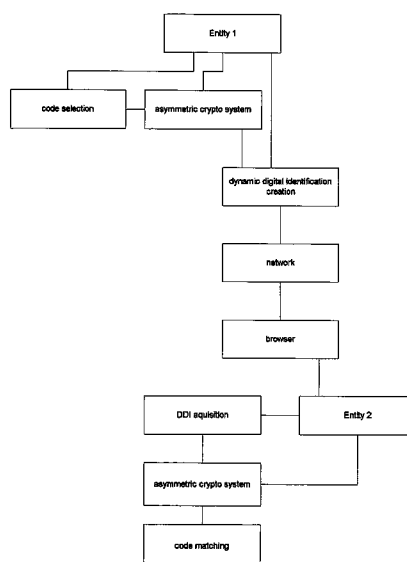 Entity 1
code selection
asymmetric crypto system
dynamic digital identification
creation
network
browser
DDI aquisition
Entity 2
asymmetric crypto system
code matching